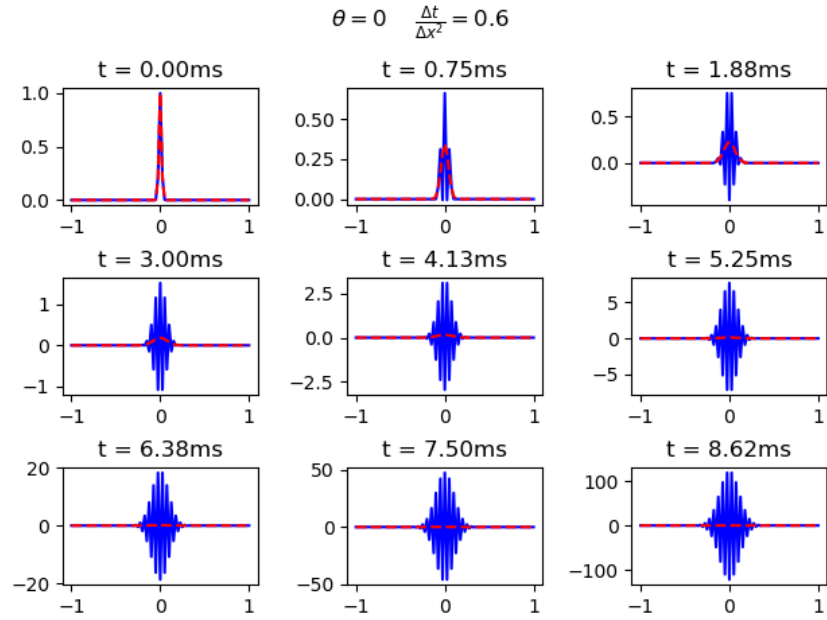 θ = 0 Δt/Δx² = 0.6
t = 0.00ms t = 0.75ms t = 1.88ms
1.0
0.5
0.0
−1 0 1
0.50
0.25
0.00
−1 0 1
0.5
0.0
−1 0 1
t = 3.00ms t = 4.13ms t = 5.25ms
1
0
−1
−1 0 1
2.5
0.0
−2.5
−1 0 1
5
0
−5
−1 0 1
t = 6.38ms t = 7.50ms t = 8.62ms
20
0
−20
−1 0 1
50
0
−50
−1 0 1
100
0
−100
−1 0 1